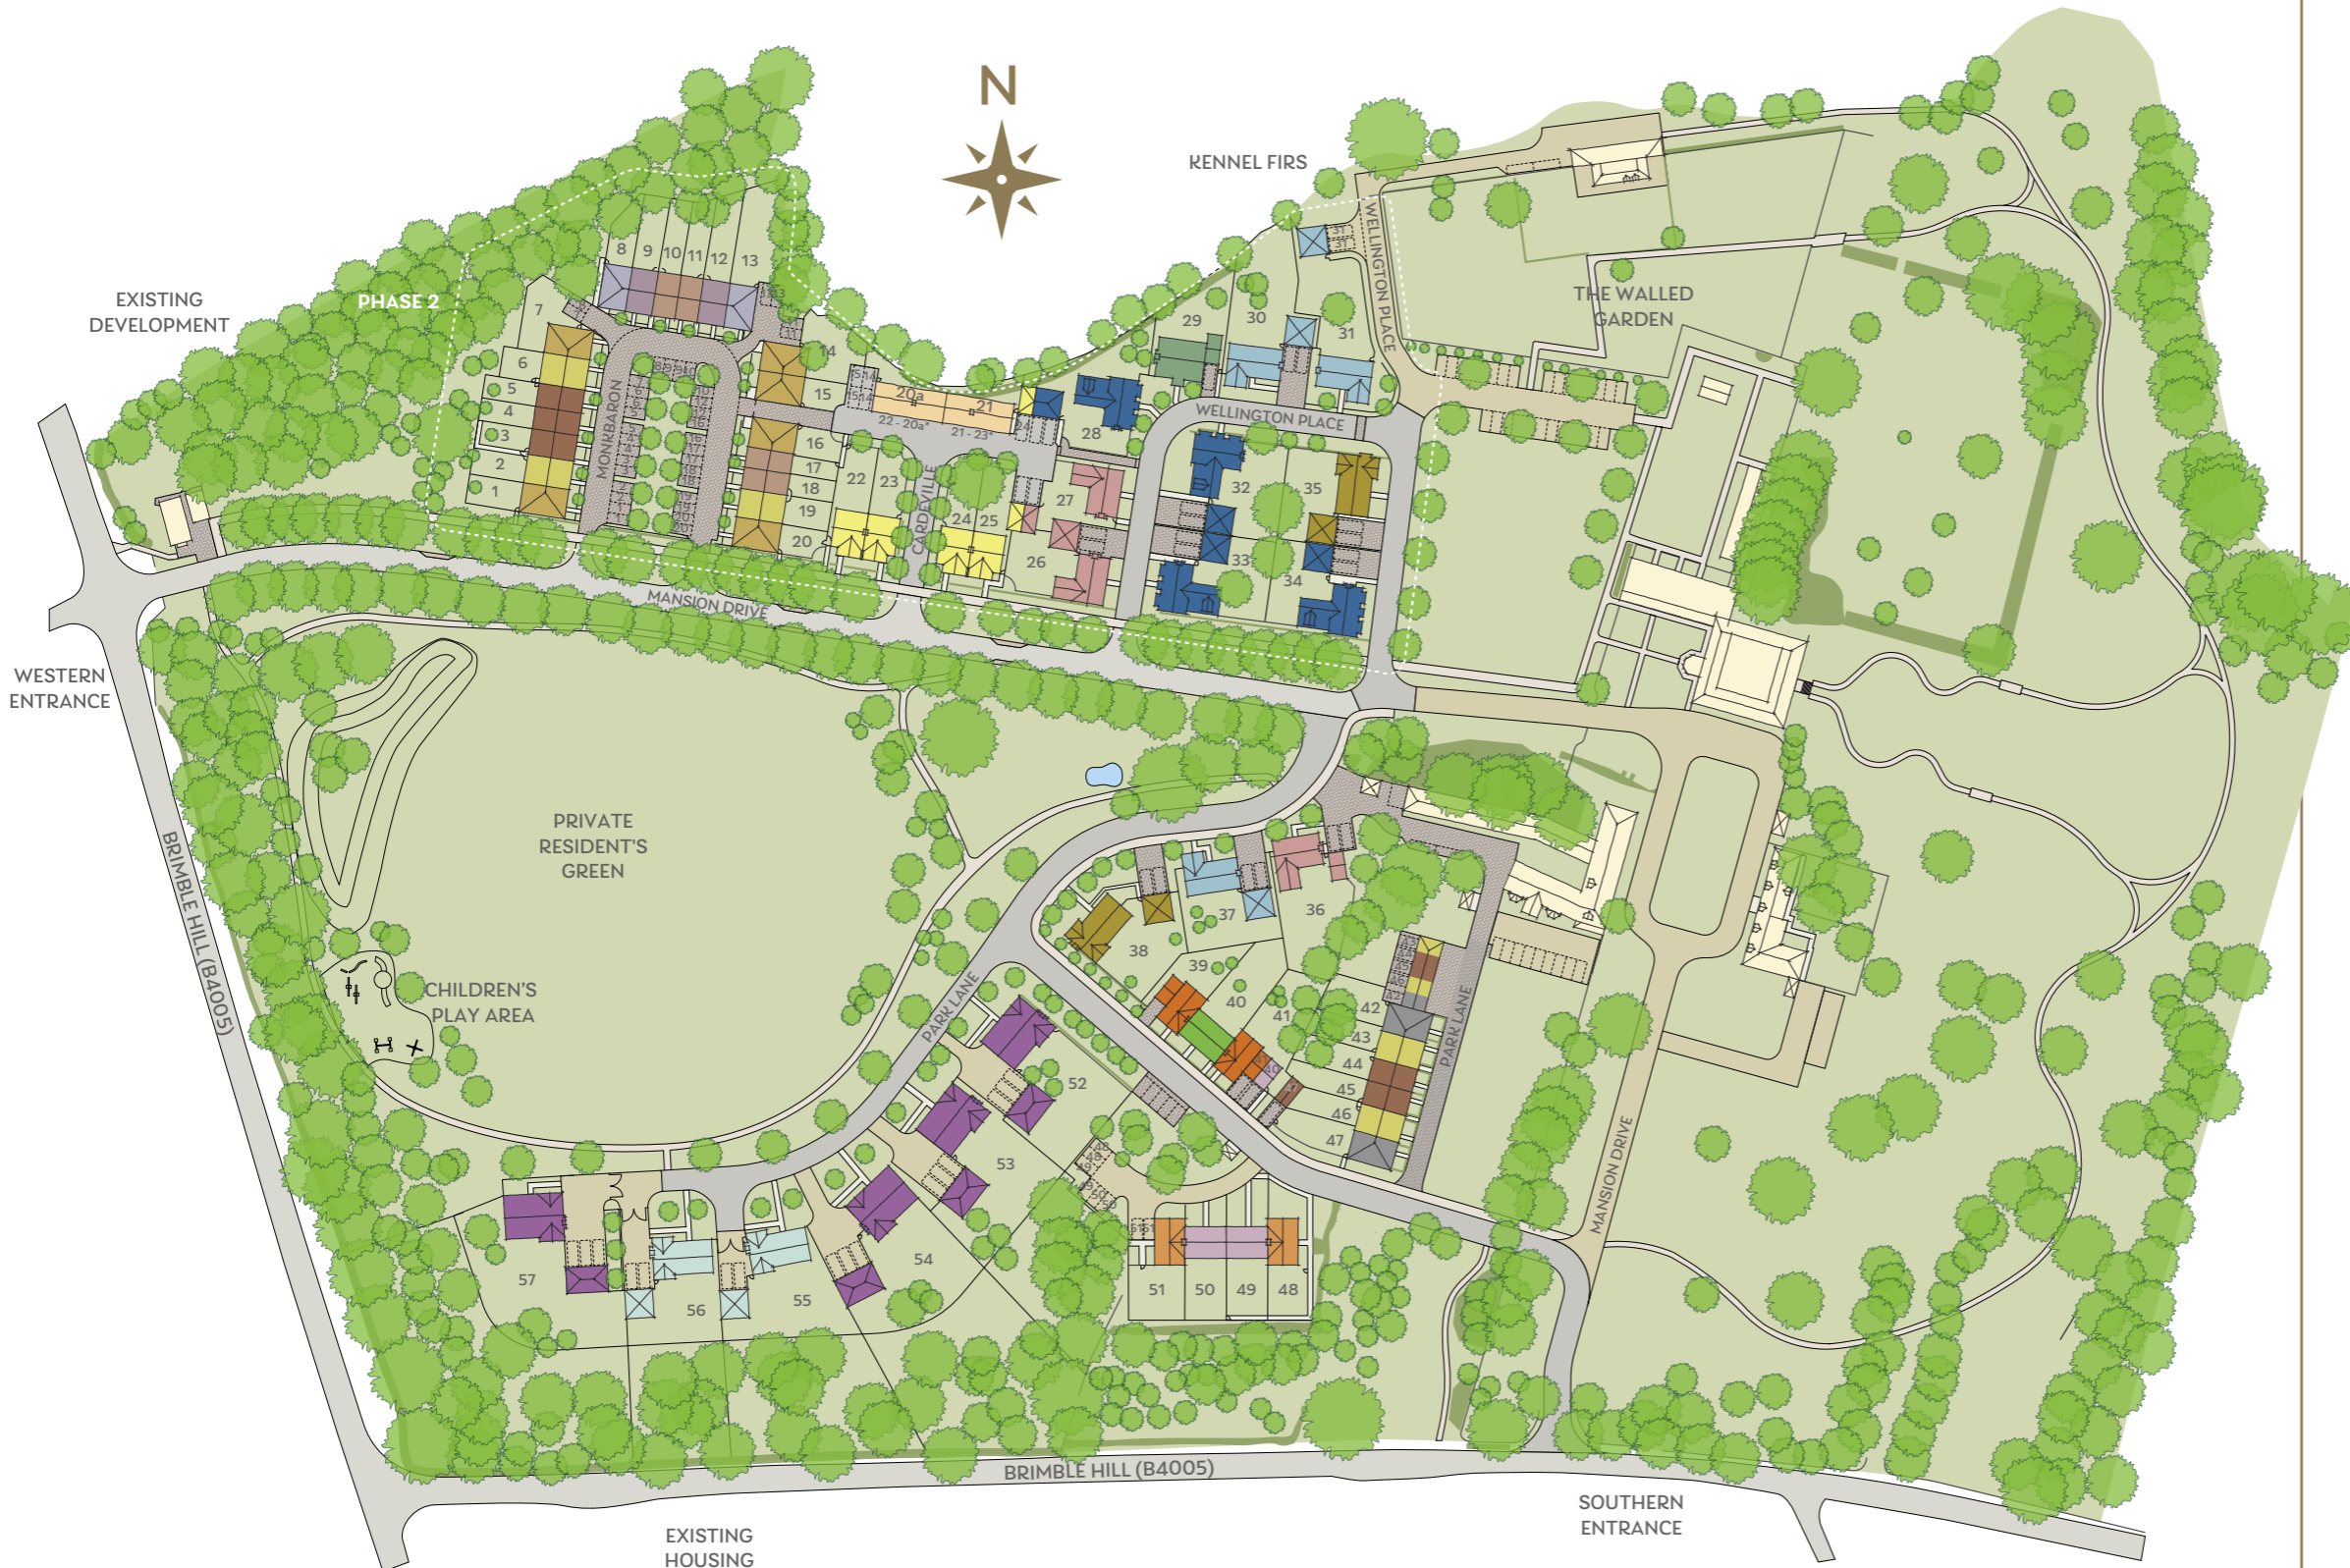 N
KENNEL FIRS
EXISTING
DEVELOPMENT
PHASE 2
THE WALLED
GARDEN
WELLINGTON PLACE
WELLINGTON PLACE
MONKBARON
CARDEVILLE
MANSION DRIVE
8
9
10
11
12
13
7
6
5
4
3
2
1
14
15
16
17
18
19
20
20a
21
22 - 20a*
21 - 23*
22
23
24
25
26
27
28
29
30
31
32
33
34
35
WESTERN
ENTRANCE
PRIVATE
RESIDENT'S
GREEN
CHILDREN'S
PLAY AREA
BRIMBLE HILL (B4005)
PARK LANE
PARK LANE
MANSION DRIVE
36
37
38
39
40
41
42
43
44
45
46
47
52
53
54
55
56
57
51
50
49
48
BRIMBLE HILL (B4005)
EXISTING
HOUSING
SOUTHERN
ENTRANCE